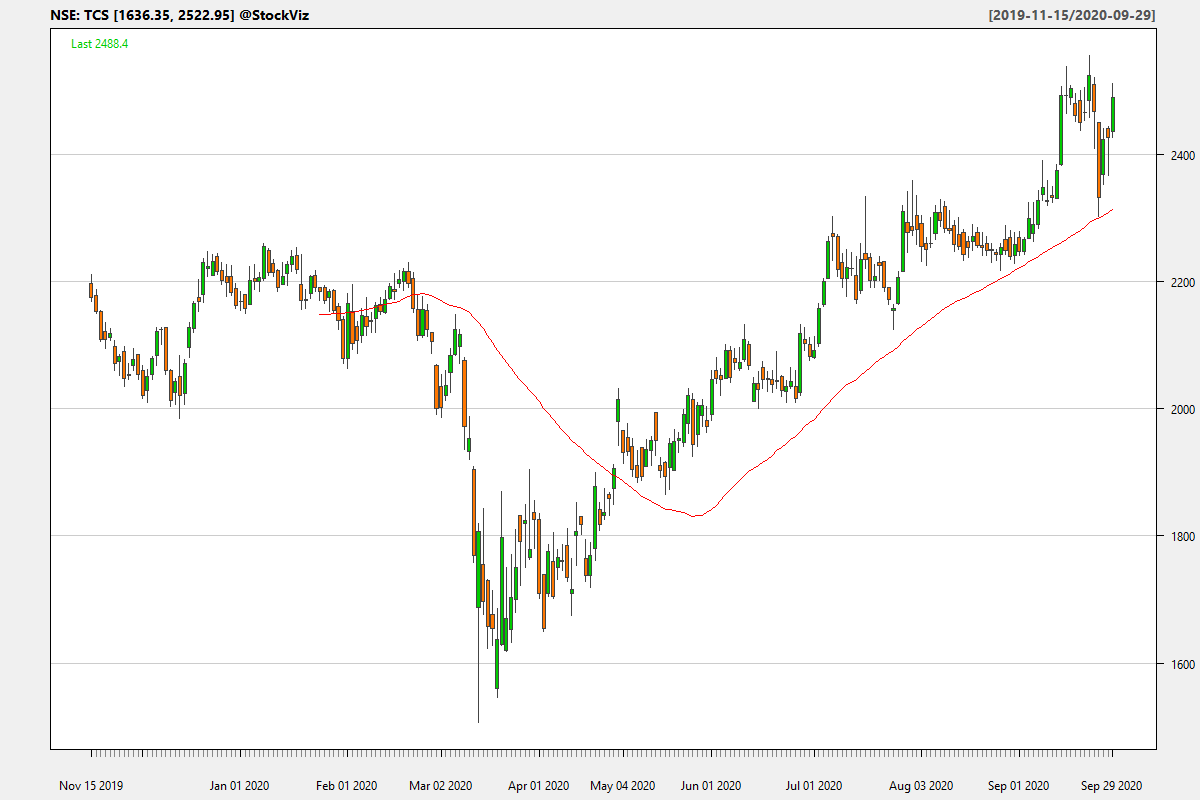 NSE: TCS [1636.35, 2522.95] @StockViz
[2019-11-15/2020-09-29]
Last 2488.4
2400
2200
2000
1800
1600
Nov 15 2019 Jan 01 2020 Feb 01 2020 Mar 02 2020 Apr 01 2020 May 04 2020 Jun 01 2020 Jul 01 2020 Aug 03 2020 Sep 01 2020 Sep 29 2020